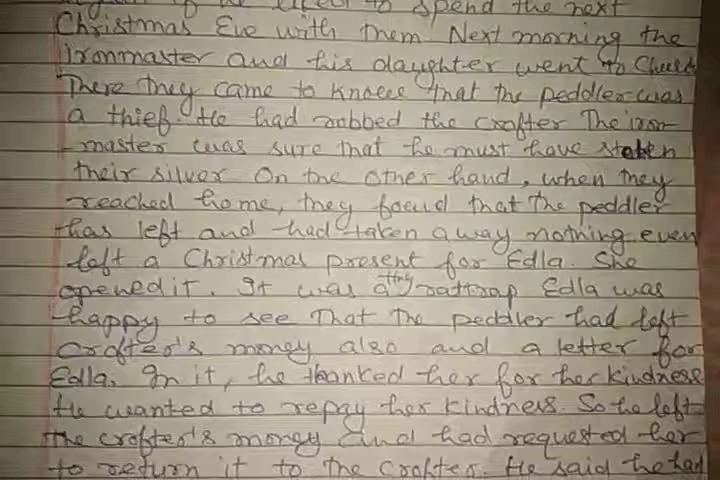 to spend the next
Christmas Eve with them. Next morning the
ironmaster and his daughter went to Church
There they came to know that the peddler was
a thief. He had robbed the crofter The iron
-master was sure that he must have stolen
their silver On the other hand, when they
reached home, they found that the peddler
has left and had taken away nothing even
left a Christmas present for Edla. She
opened it. It was a tiny rattrap Edla was
happy to see that the peddler had left
crofter's money also and a letter for
Edla. In it, he thanked her for her kindness
He wanted to repay her kindness. So he left
the crofter's money and had requested her
to return it to the crofter. He said he had